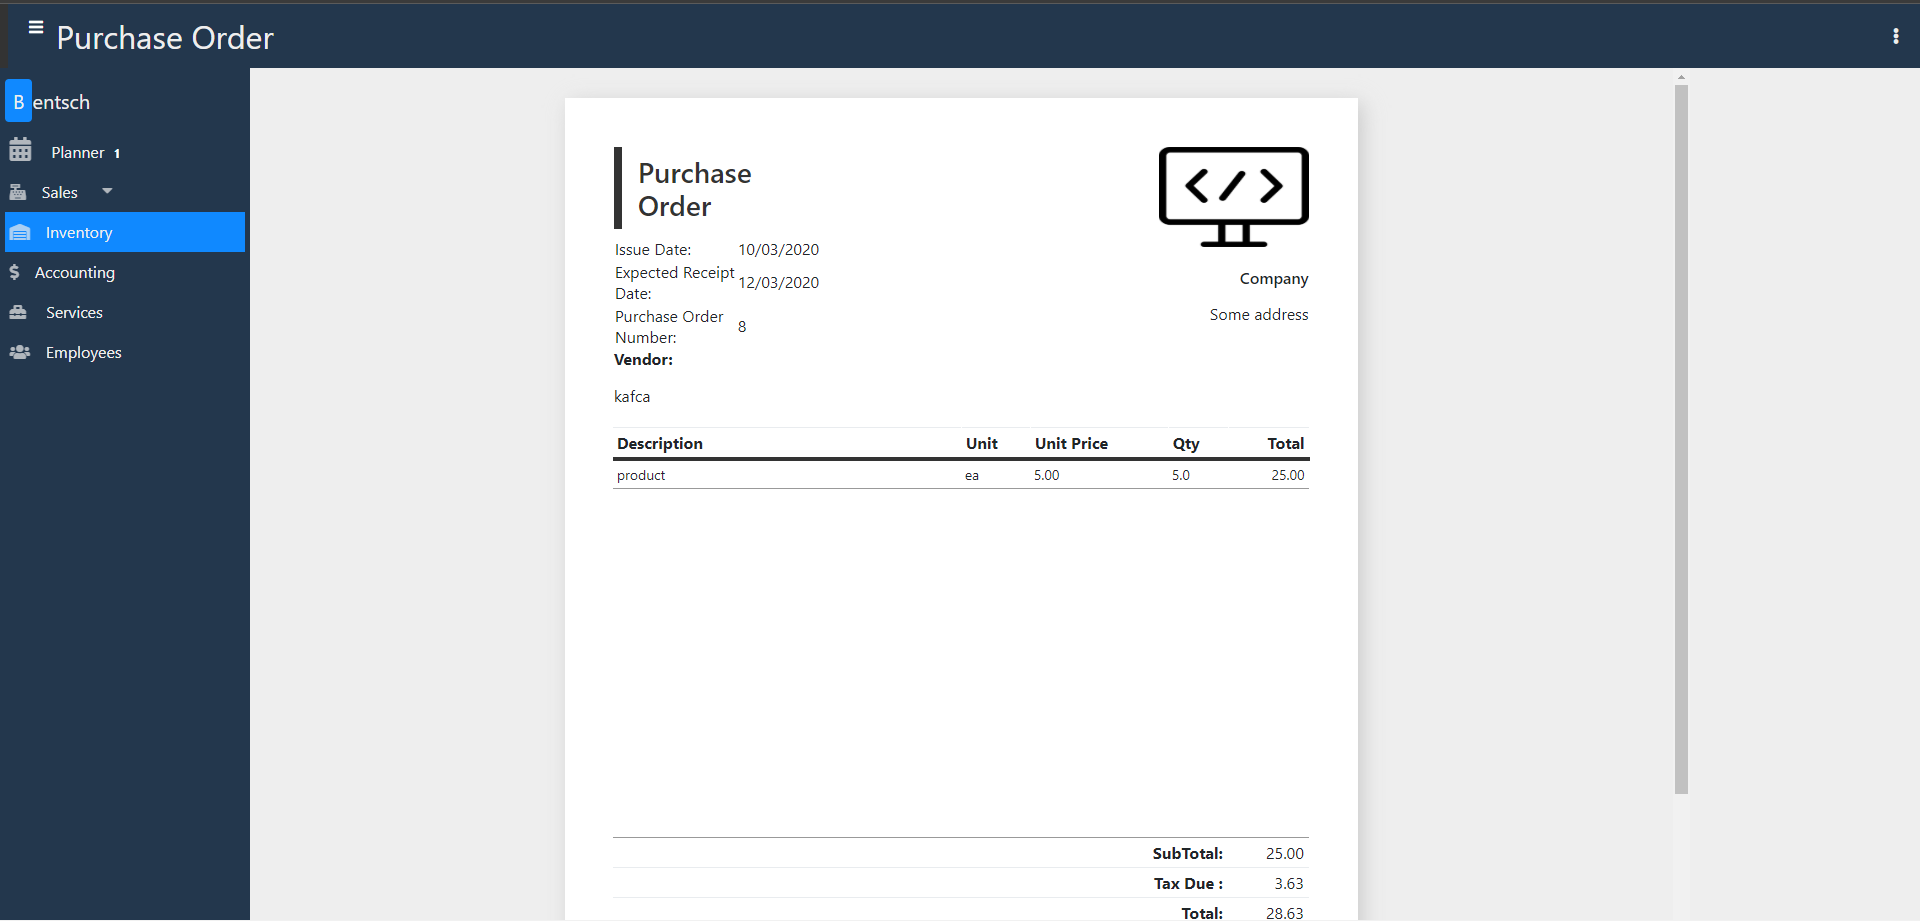 Purchase Order
Bentsch
Planner 1
Sales
Inventory
Accounting
Services
Employees
Purchase
Order
</>
Issue Date: 10/03/2020
Expected Receipt
Date: 12/03/2020
Purchase Order
Number: 8
Company
Some address
Vendor:
kafca
Description Unit Unit Price Qty Total
product ea 5.00 5.0 25.00
SubTotal: 25.00
Tax Due : 3.63
Total: 28.63